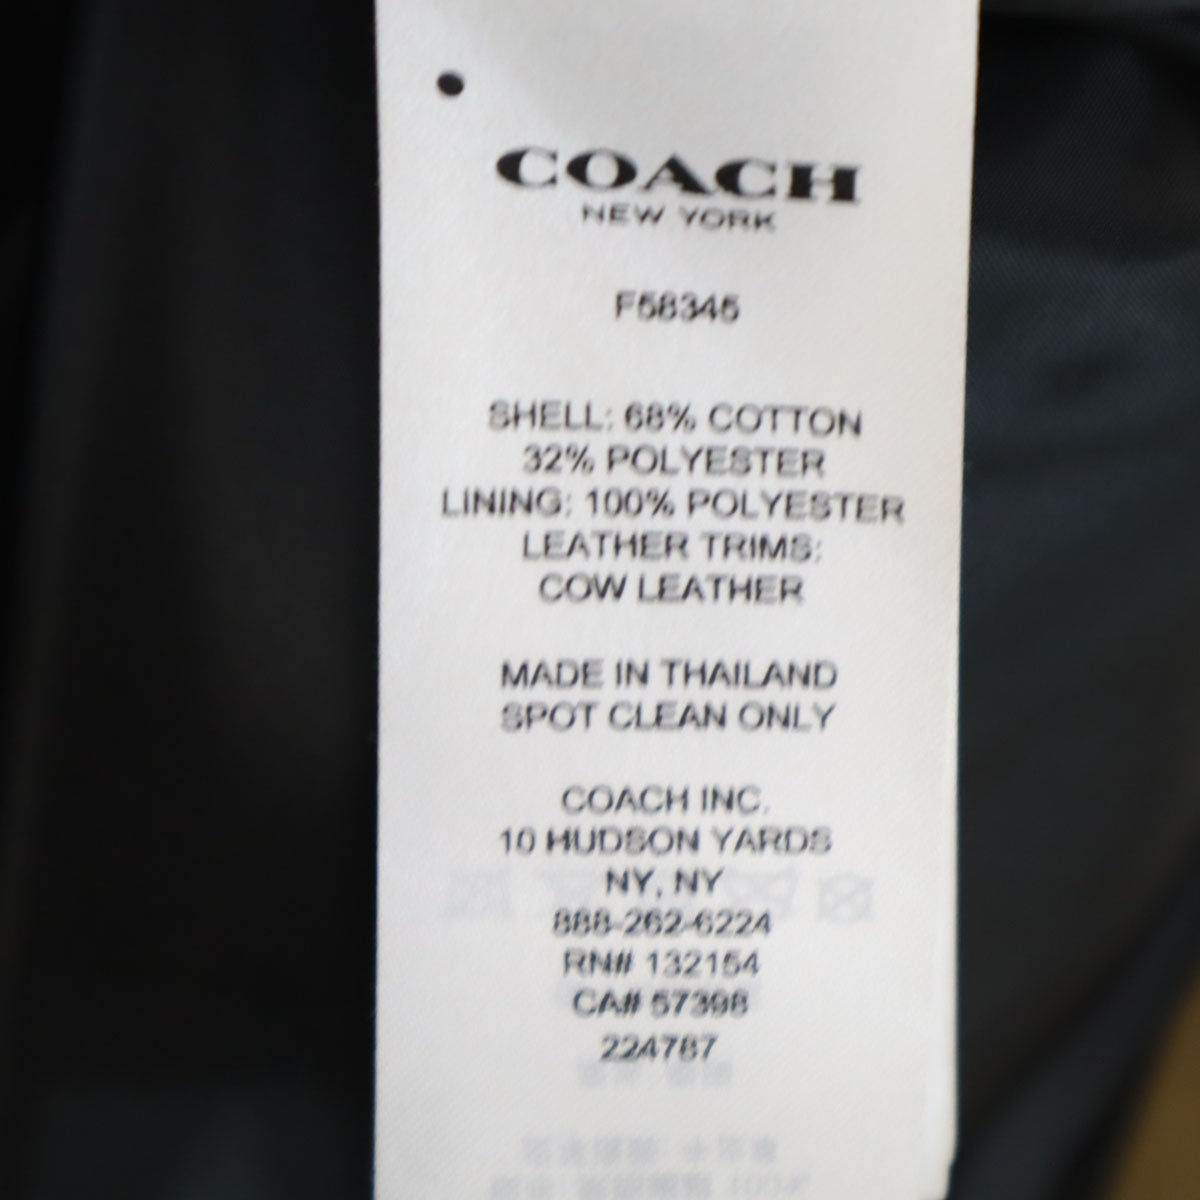 COACH
NEW YORK
F58345
SHELL: 68% COTTON
32% POLYESTER
LINING: 100% POLYESTER
LEATHER TRIMS:
COW LEATHER
MADE IN THAILAND
SPOT CLEAN ONLY
COACH INC.
10 HUDSON YARDS
NY, NY
888-262-6224
RN# 132154
CA# 57398
224787